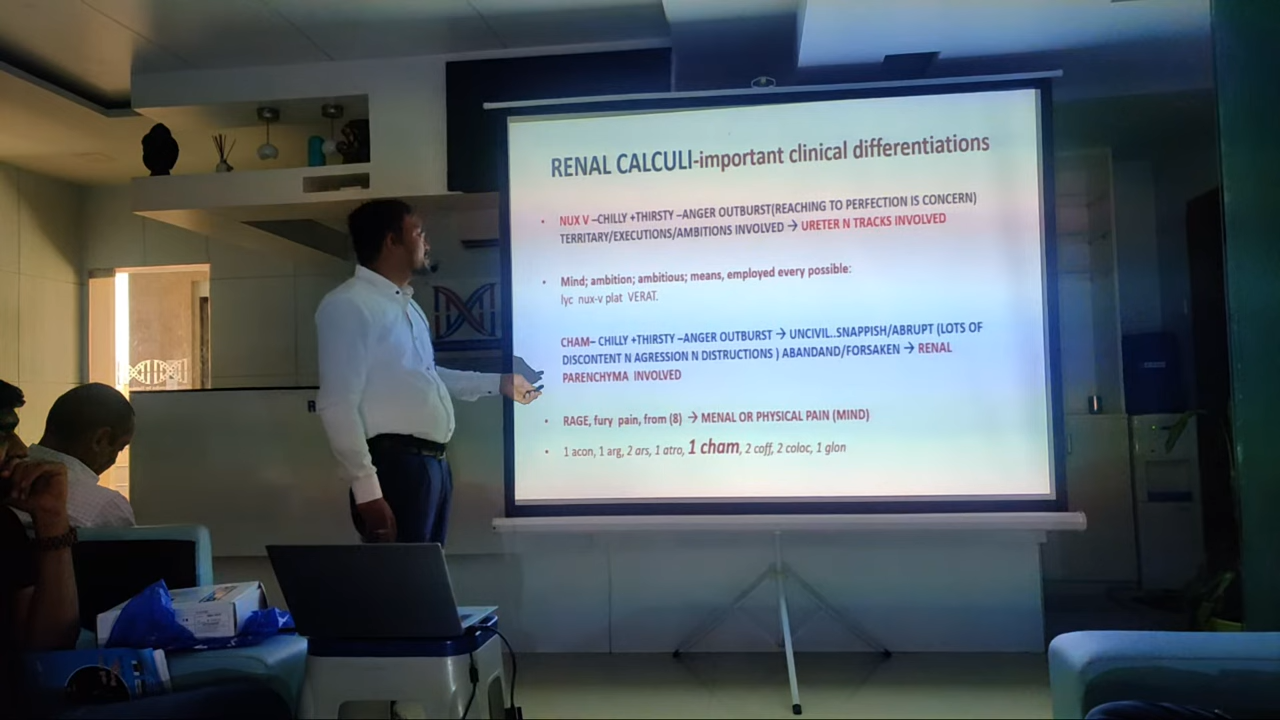 RENAL CALCULI-important clinical differentiations
• NUX V –CHILLY +THIRSTY –ANGER OUTBURST(REACHING TO PERFECTION IS CONCERN)
TERRITARY/EXECUTIONS/AMBITIONS INVOLVED → URETER N TRACKS INVOLVED
• Mind; ambition; ambitious; means, employed every possible:
lyc nux-v plat VERAT.
CHAM– CHILLY +THIRSTY –ANGER OUTBURST → UNCIVIL..SNAPPISH/ABRUPT (LOTS OF
DISCONTENT N AGRESSION N DISTRUCTIONS ) ABANDAND/FORSAKEN → RENAL
PARENCHYMA INVOLVED
• RAGE, fury pain, from (8) → MENAL OR PHYSICAL PAIN (MIND)
• 1 acon, 1 arg, 2 ars, 1 atro, 1 cham, 2 coff, 2 coloc, 1 glon